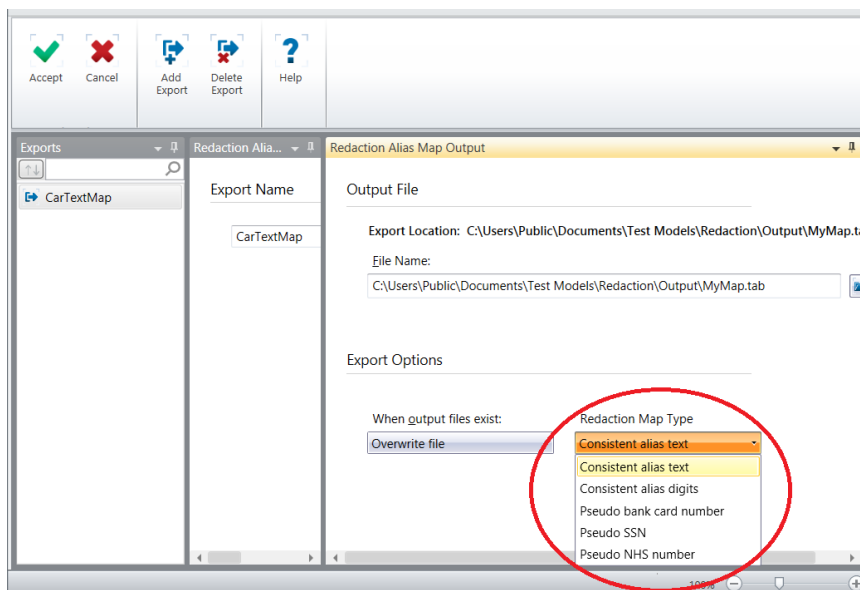 Accept
Cancel
Add
Export
Delete
Export
Help
Exports
Redaction Alia...
Redaction Alias Map Output
CarTextMap
Export Name
CarTextMap
Output File
Export Location: C:\Users\Public\Documents\Test Models\Redaction\Output\MyMap.ta
File Name:
C:\Users\Public\Documents\Test Models\Redaction\Output\MyMap.tab
Export Options
When output files exist:
Redaction Map Type
Overwrite file
Consistent alias text
Consistent alias text
Consistent alias digits
Pseudo bank card number
Pseudo SSN
Pseudo NHS number
100%